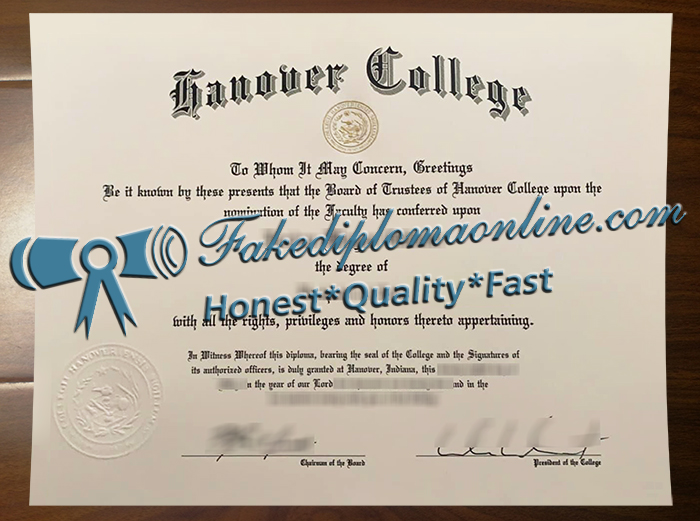 Hanover College
To Whom It May Concern, Greetings
Be it known by these presents that the Board of Trustees of Hanover College upon the
nomination of the Faculty has conferred upon
Fakediplomaonline.com
the degree of
Honest*Quality*Fast
with all the rights, privileges and honors thereto appertaining.
In Witness Whereof this diploma, bearing the seal of the College and the Signatures of
its authorized officers, is duly granted at Hanover, Indiana, this
in the year of our Lord and in the
Chairman of the Board President of the College